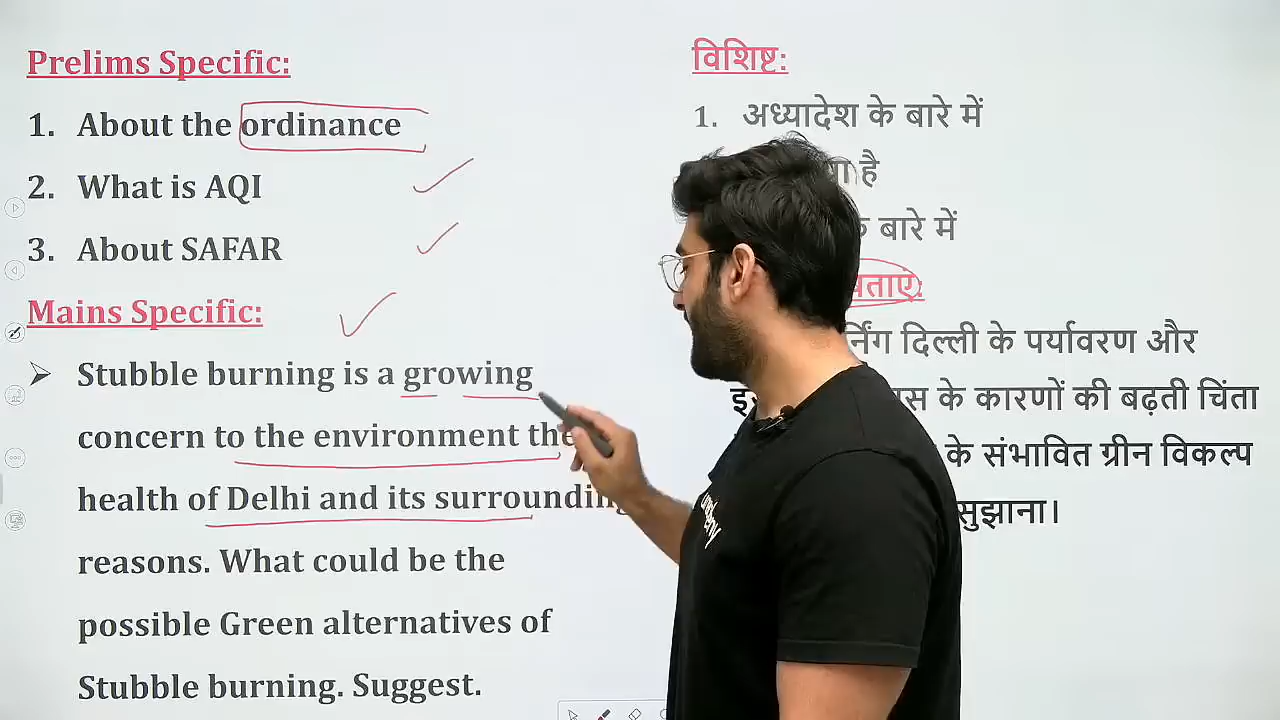 Prelims Specific:
1. About the ordinance
2. What is AQI
3. About SAFAR
Mains Specific:
➤ Stubble burning is a growing
concern to the environment the
health of Delhi and its surrounding
reasons. What could be the
possible Green alternatives of
Stubble burning. Suggest.
विशिष्ट:
1. अध्यादेश के बारे में
है
के बारे में
दिल्ली के पर्यावरण और
के कारणों की बढ़ती चिंता
के संभावित ग्रीन विकल्प
सुझाना।